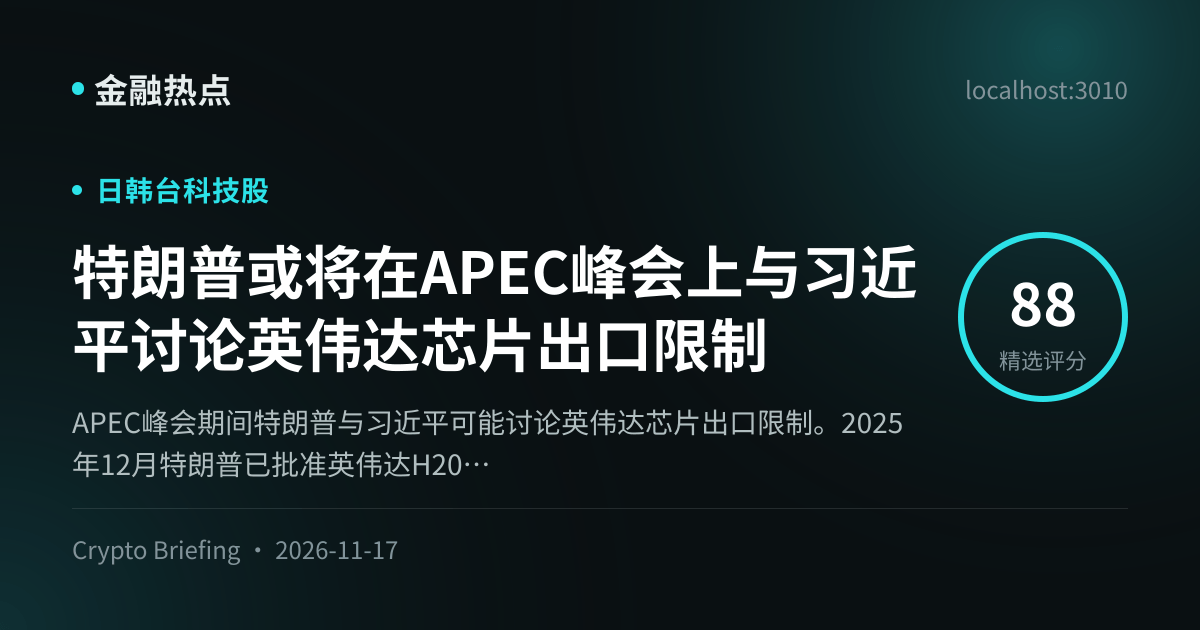 金融热点
localhost:3010
日韩台科技股
特朗普或将在APEC峰会上与习近
平讨论英伟达芯片出口限制
88
精选评分
APEC峰会期间特朗普与习近平可能讨论英伟达芯片出口限制。2025
年12月特朗普已批准英伟达H20…
Crypto Briefing · 2026-11-17